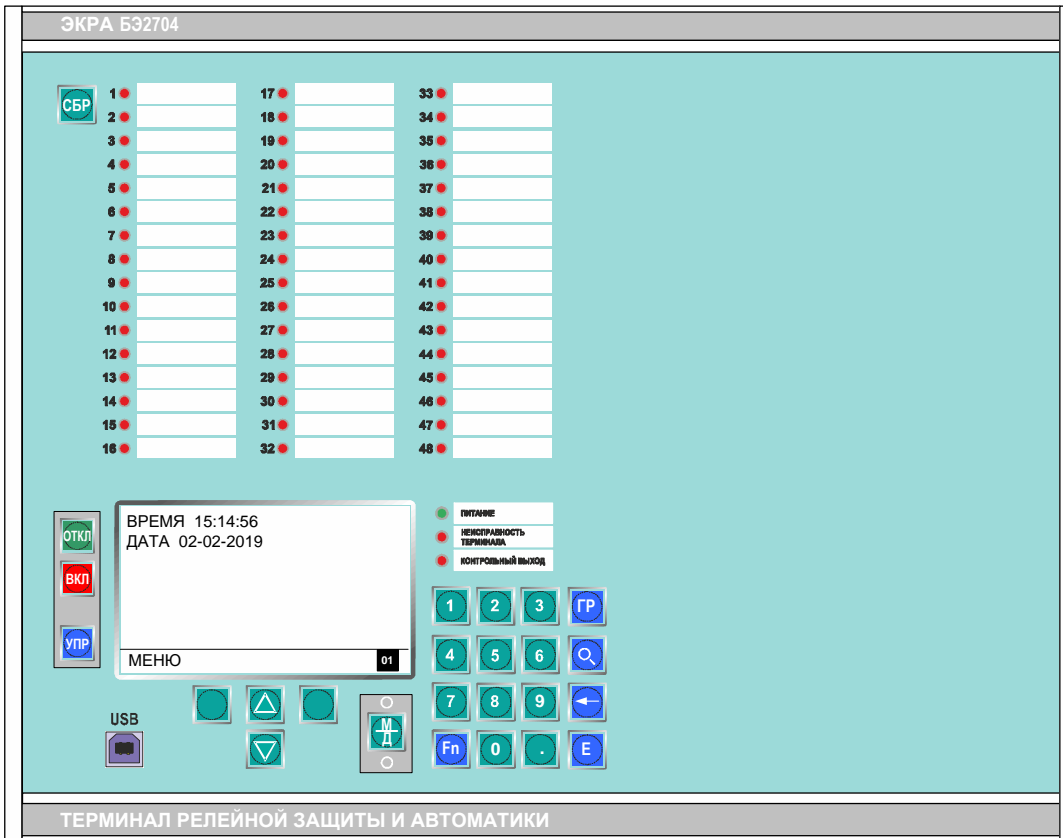 ЭКРА БЭ2704
СБР
1 17 33
2 18 34
3 19 35
4 20 36
5 21 37
6 22 38
7 23 39
8 24 40
9 25 41
10 26 42
11 27 43
12 28 44
13 29 45
14 30 46
15 31 47
16 32 48
ОТКЛ
ВКЛ
УПР
ВРЕМЯ 15:14:56
ДАТА 02-02-2019
МЕНЮ 01
ПИТАНИЕ
НЕИСПРАВНОСТЬ
ТЕРМИНАЛА
КОНТРОЛЬНЫЙ ВЫХОД
1 2 3 ГР
4 5 6
7 8 9
Fn 0 . E
USB
М
Д
ТЕРМИНАЛ РЕЛЕЙНОЙ ЗАЩИТЫ И АВТОМАТИКИ